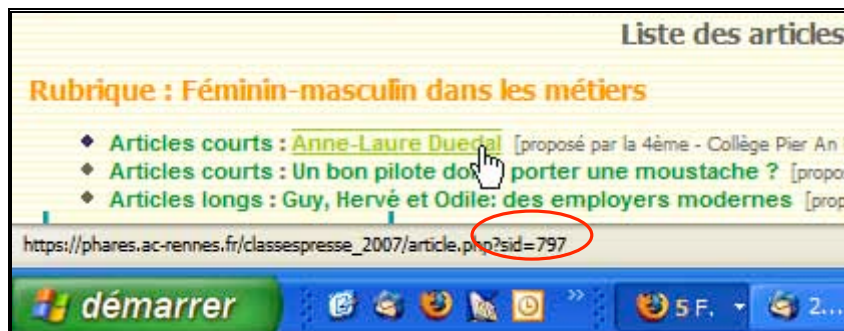 Liste des articles
Rubrique : Féminin-masculin dans les métiers
Articles courts : Anne-Laure Duedal [proposé par la 4ème - Collège Pier An
Articles courts : Un bon pilote porter une moustache ? [propos
Articles longs : Guy, Hervé et Odile: des employers modernes [prop
https://phares.ac-rennes.fr/classespresse_2007/article.php?sid=797
démarrer » 5 F. 2...